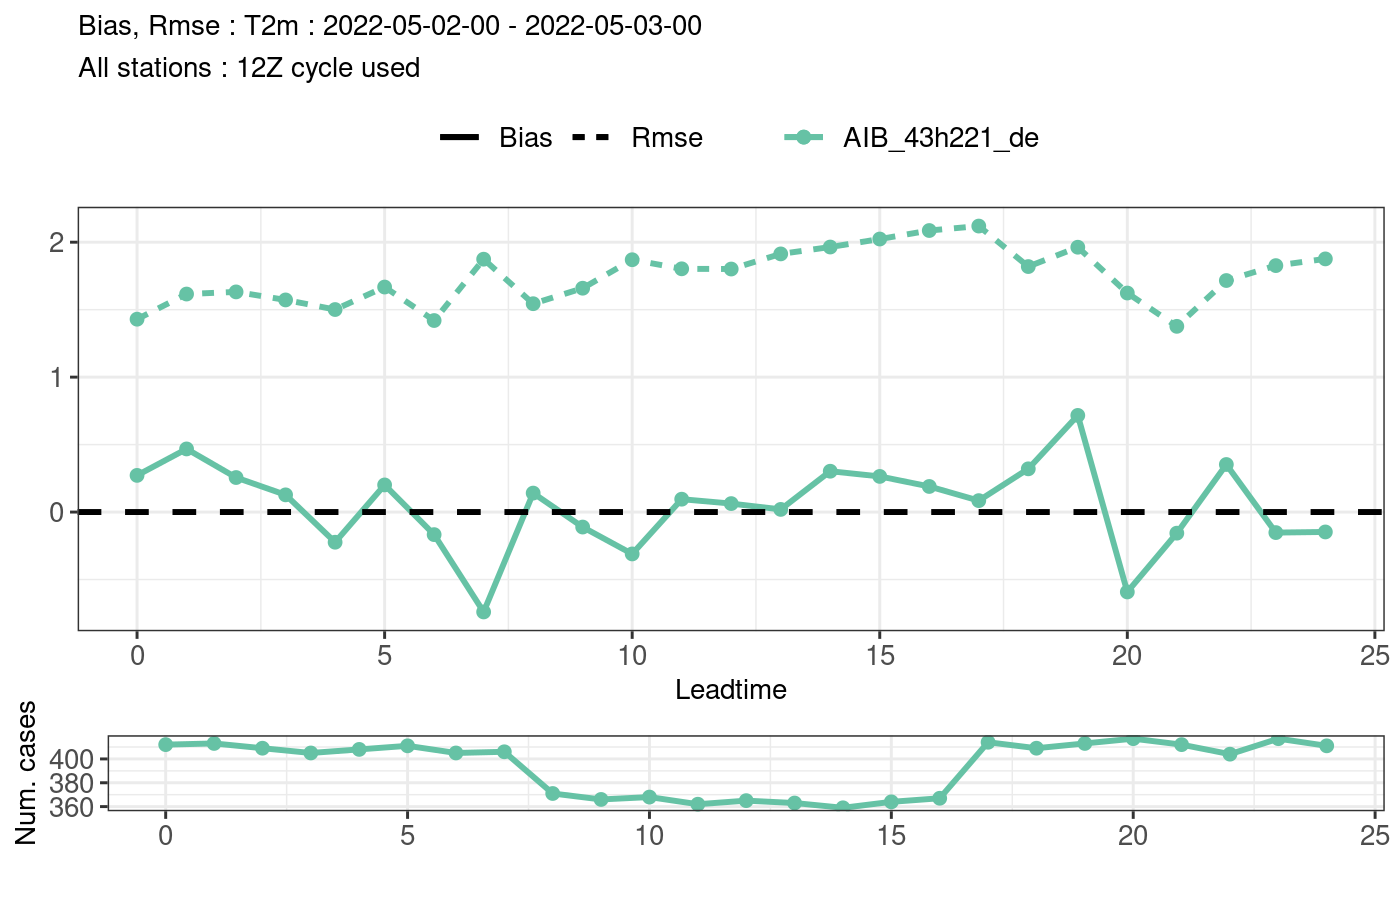 Bias, Rmse : T2m : 2022-05-02-00 - 2022-05-03-00
All stations : 12Z cycle used
Bias Rmse AIB_43h221_de
2
1
0
0 5 10 15 20 25
Leadtime
Num. cases
400
380
360
0 5 10 15 20 25